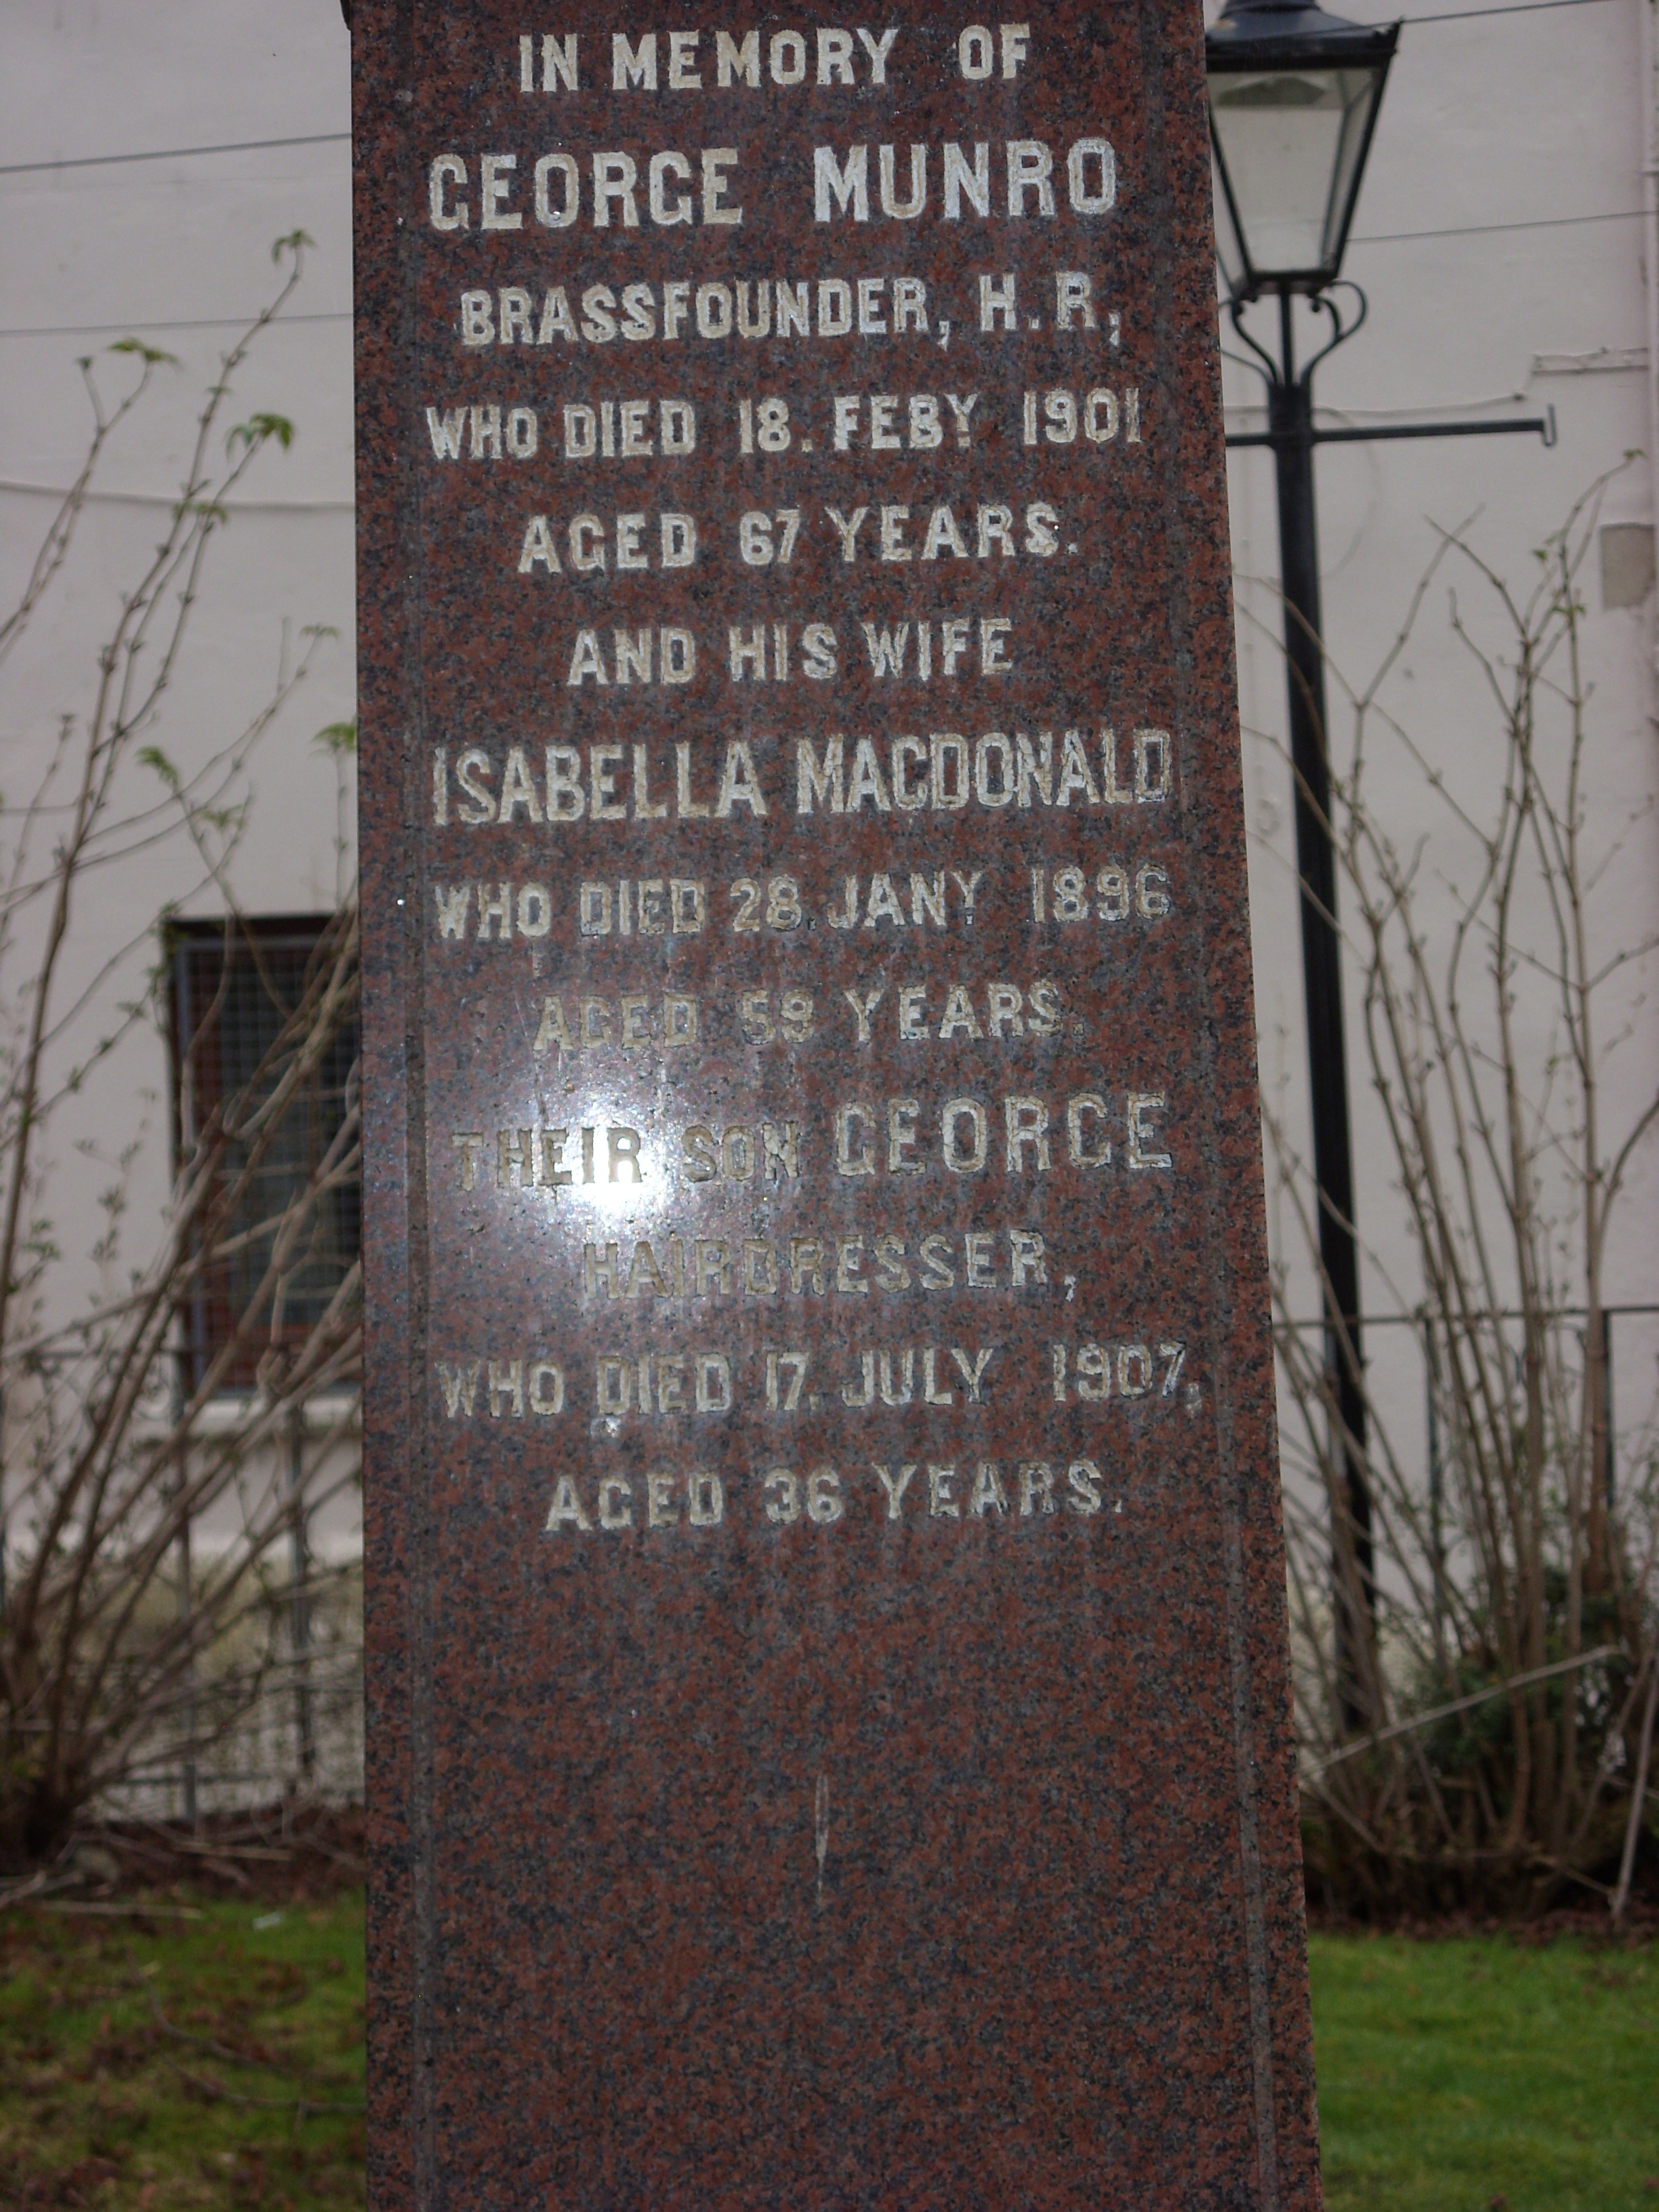 IN MEMORY OF
GEORGE MUNRO
BRASSFOUNDER, H.R,
WHO DIED 18. FEBY 1901
AGED 67 YEARS.
AND HIS WIFE
ISABELLA MACDONALD
WHO DIED 28. JANY 1896
AGED 59 YEARS.
THEIR SON GEORGE
HAIRDRESSER,
WHO DIED 17. JULY 1907,
AGED 36 YEARS.